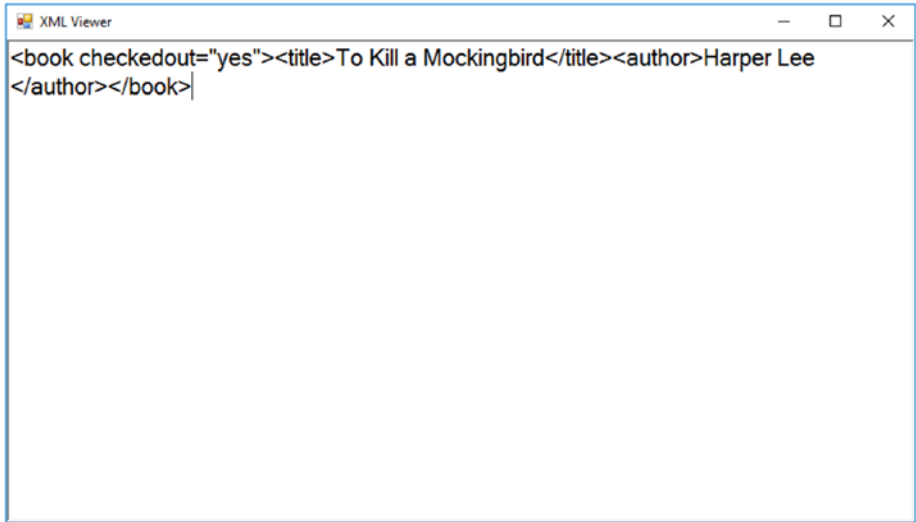 XML Viewer
<book checkedout="yes"><title>To Kill a Mockingbird</title><author>Harper Lee
</author></book>